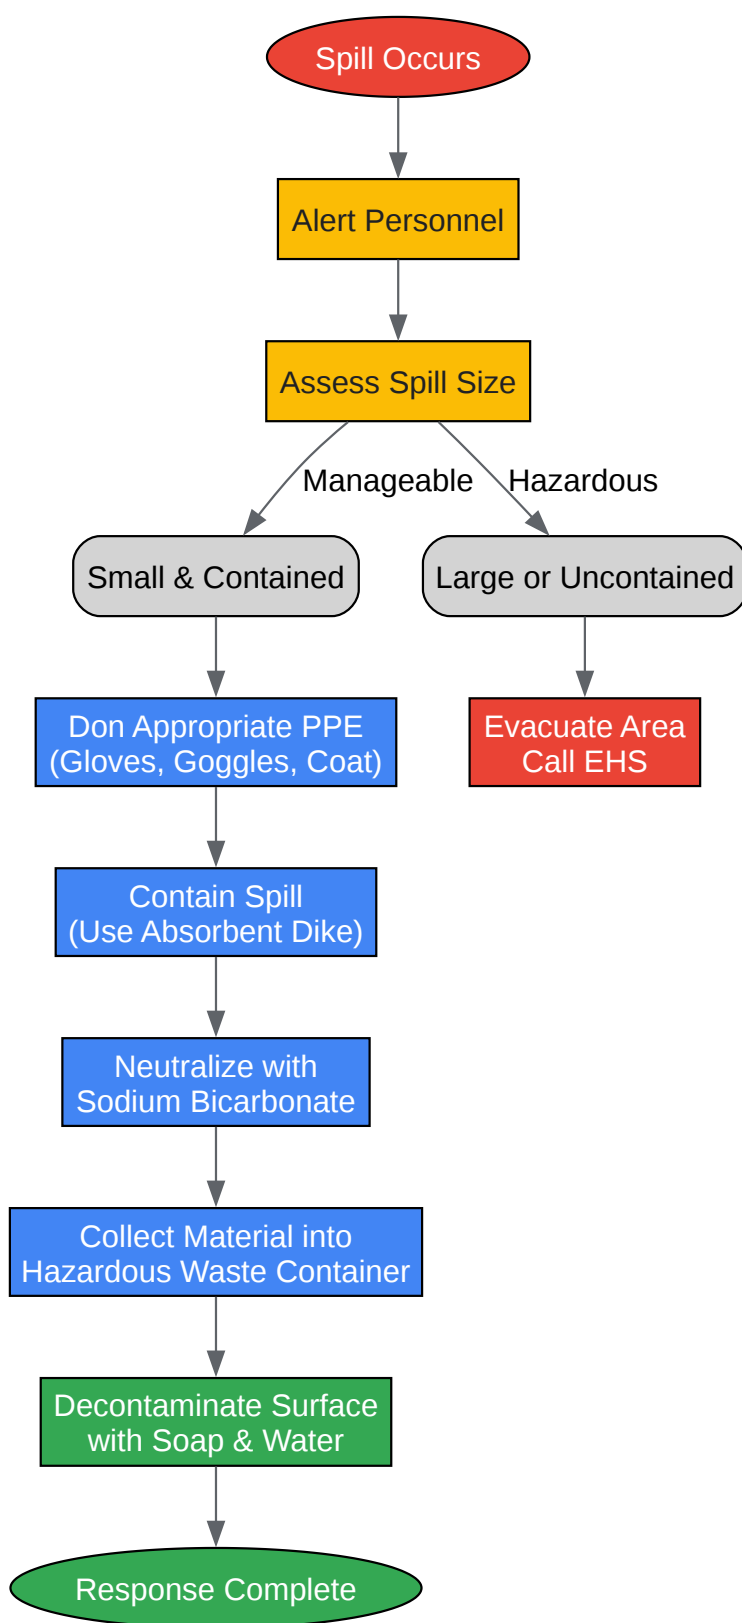 Spill Occurs
Alert Personnel
Assess Spill Size
Manageable
Hazardous
Small & Contained
Large or Uncontained
Don Appropriate PPE
(Gloves, Goggles, Coat)
Evacuate Area
Call EHS
Contain Spill
(Use Absorbent Dike)
Neutralize with
Sodium Bicarbonate
Collect Material into
Hazardous Waste Container
Decontaminate Surface
with Soap & Water
Response Complete